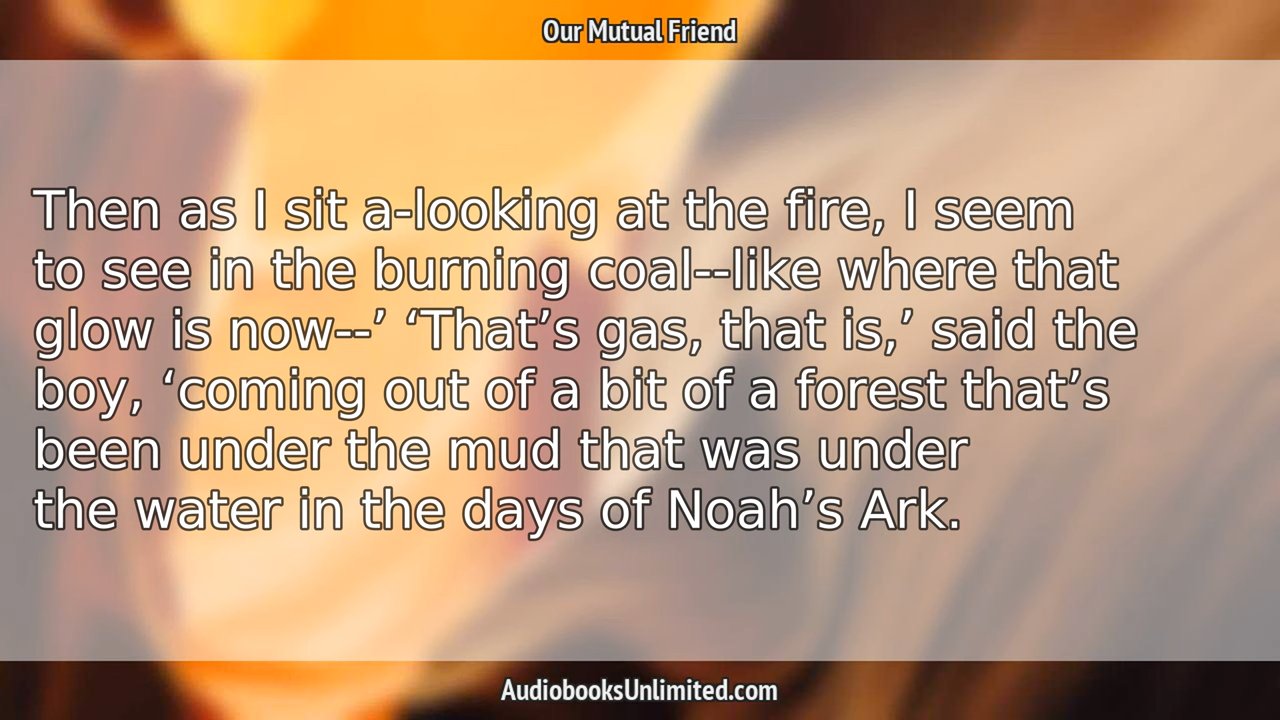 Our Mutual Friend
Then as I sit a-looking at the fire, I seem
to see in the burning coal--like where that
glow is now--’ ‘That’s gas, that is,’ said the
boy, ‘coming out of a bit of a forest that’s
been under the mud that was under
the water in the days of Noah’s Ark.
AudiobooksUnlimited.com